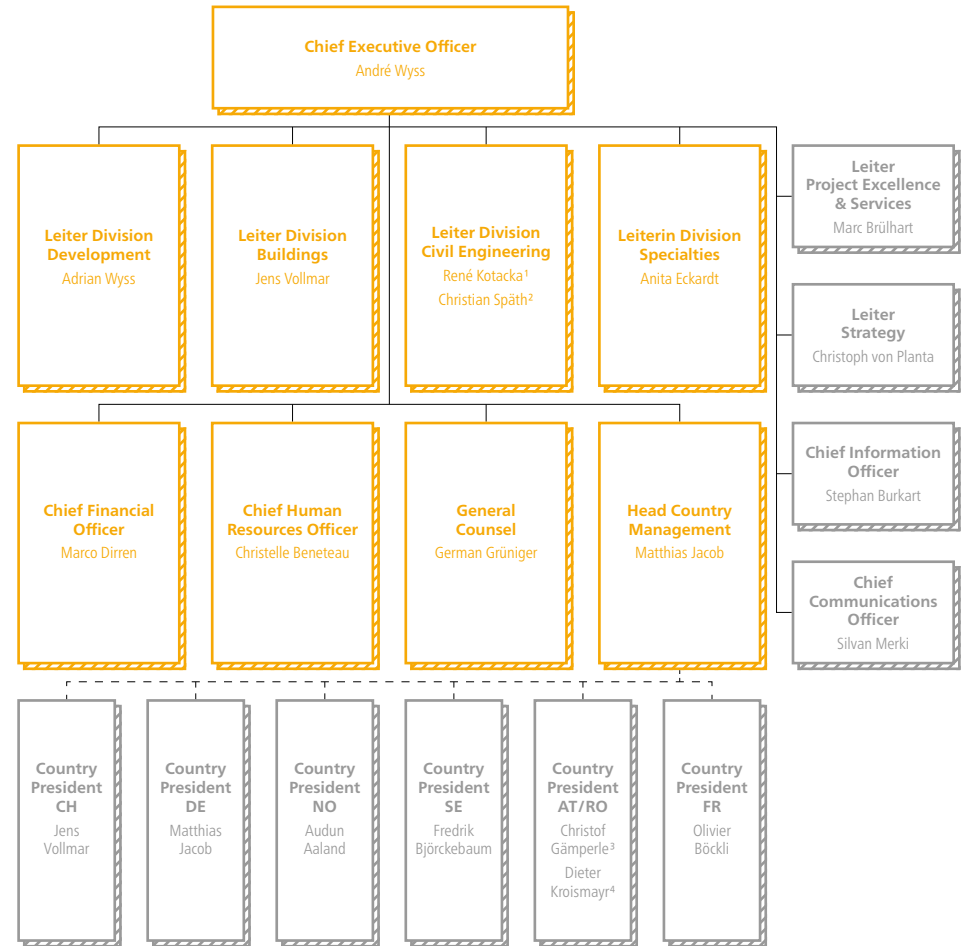 Chief Executive Officer
André Wyss
Leiter Division
Development
Adrian Wyss
Leiter Division
Buildings
Jens Vollmar
Leiter Division
Civil Engineering
René Kotacka¹
Christian Späth²
Leiterin Division
Specialties
Anita Eckardt
Leiter
Project Excellence
& Services
Marc Brülhart
Leiter
Strategy
Christoph von Planta
Chief Financial
Officer
Marco Dirren
Chief Human
Resources Officer
Christelle Beneteau
General
Counsel
German Grüniger
Head Country
Management
Matthias Jacob
Chief Information
Officer
Stephan Burkart
Chief
Communications
Officer
Silvan Merki
Country
President
CH
Jens
Vollmar
Country
President
DE
Matthias
Jacob
Country
President
NO
Audun
Aaland
Country
President
SE
Fredrik
Björckebaum
Country
President
AT/RO
Christof
Gämperle³
Dieter
Kroismayr⁴
Country
President
FR
Olivier
Böckli